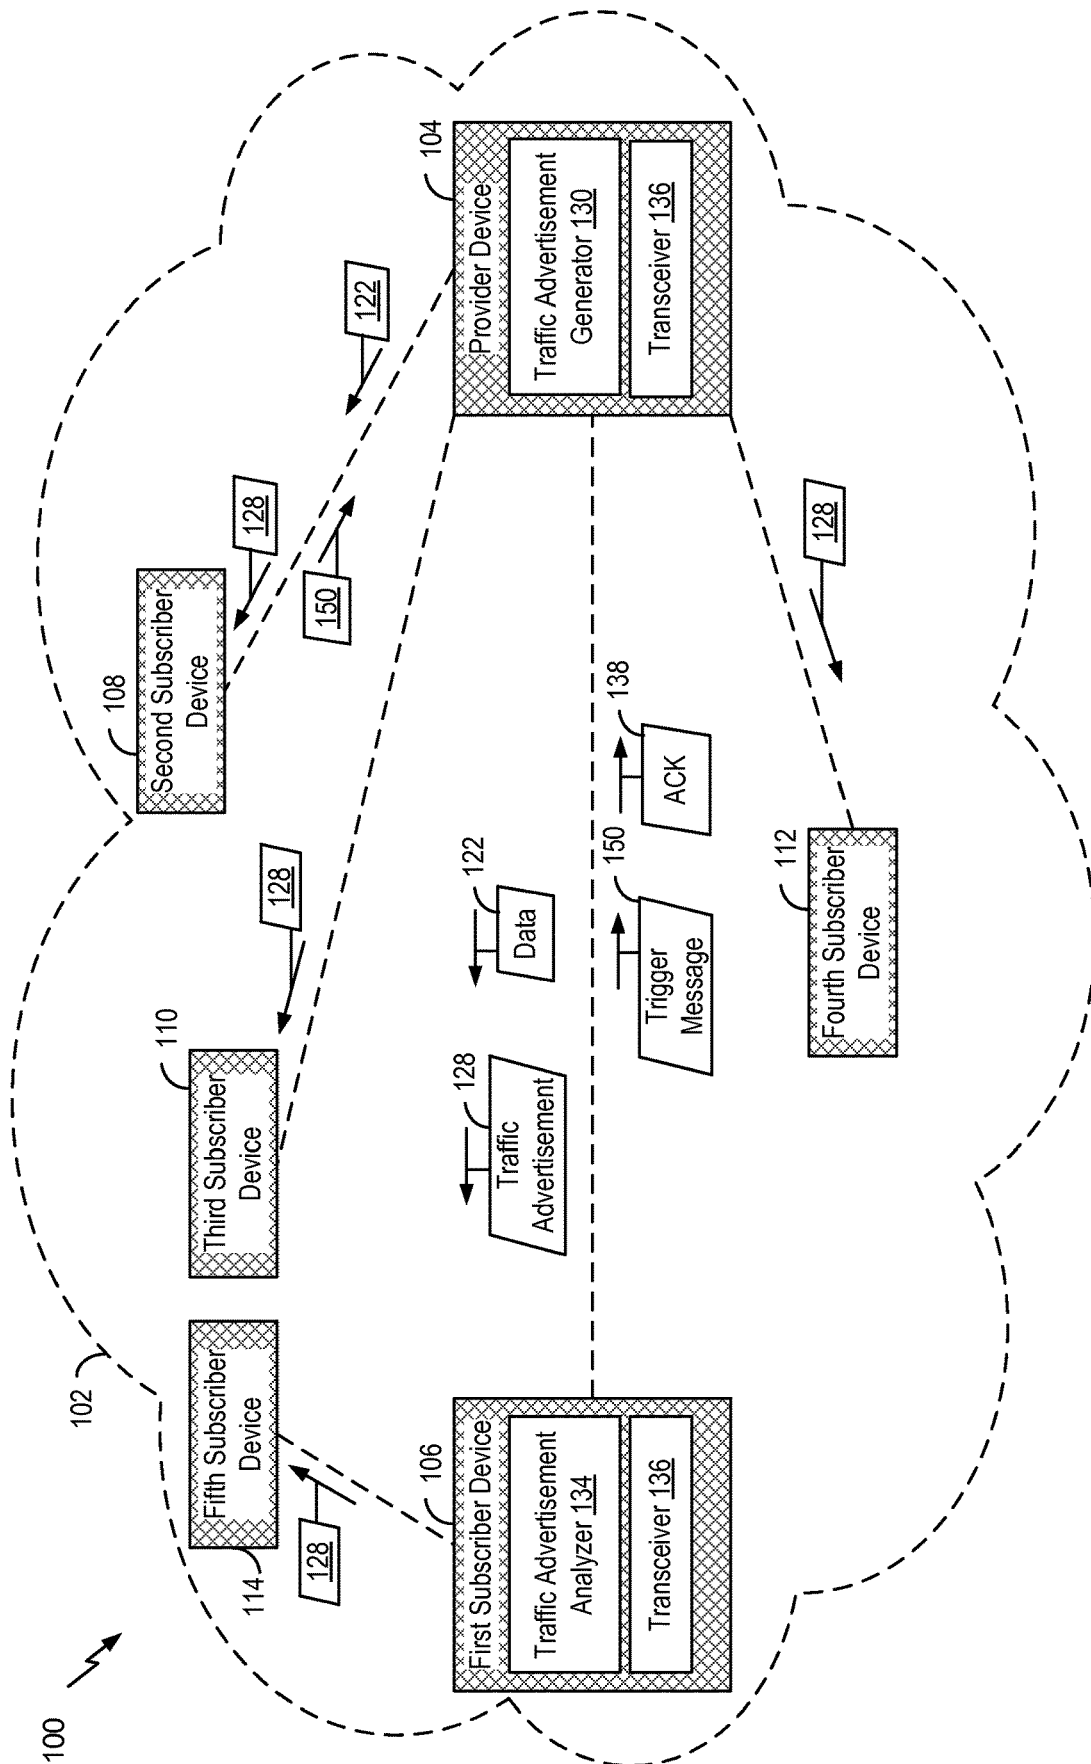 100
102
114
Fifth Subscriber
Device
128
110
Third Subscriber
Device
128
108
Second Subscriber
Device
128
150
122
106
First Subscriber Device
Traffic Advertisement
Analyzer 134
Transceiver 136
128
Traffic
Advertisement
122
Data
150
Trigger
Message
138
ACK
104
Provider Device
Traffic Advertisement
Generator 130
Transceiver 136
112
Fourth Subscriber
Device
128